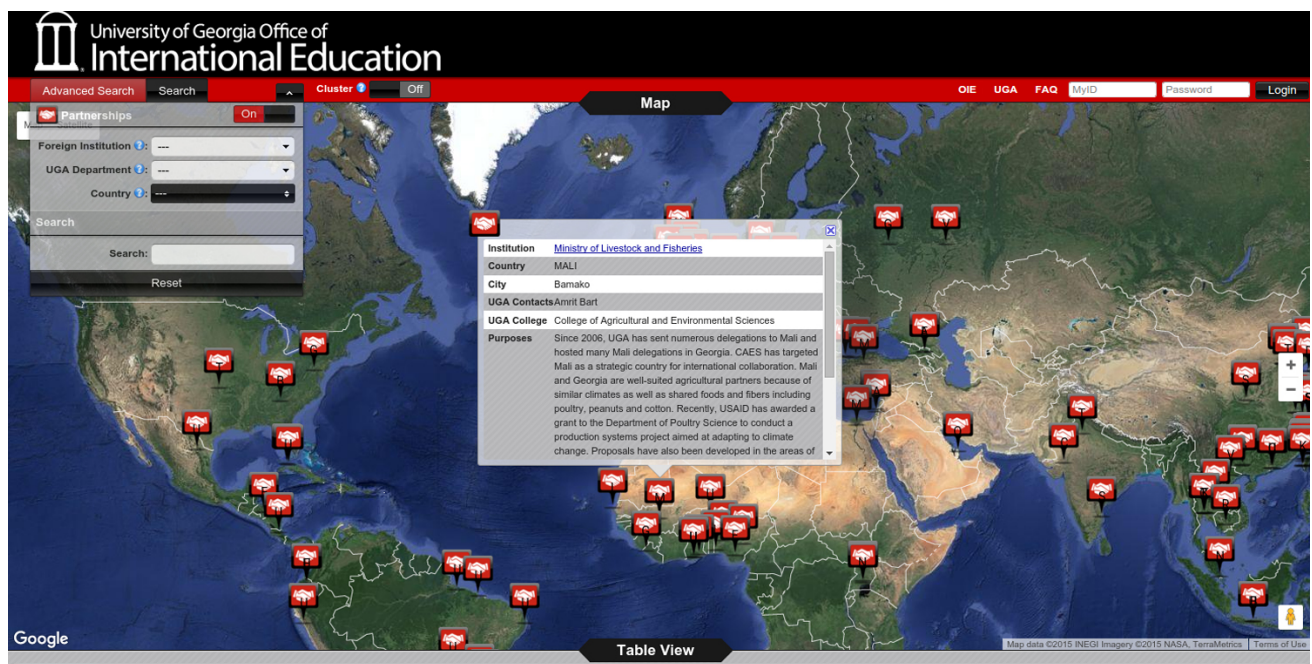 University of Georgia Office of
International Education
Advanced Search
Search
Cluster ?
Off
Map
OIE
UGA
FAQ
MyID
Password
Login
Partnerships
On
Foreign Institution ?:
---
UGA Department ?:
---
Country ?:
---
Search
Search:
Reset
Institution Ministry of Livestock and Fisheries
Country MALI
City Bamako
UGA Contacts Amrit Bart
UGA College College of Agricultural and Environmental Sciences
Purposes Since 2006, UGA has sent numerous delegations to Mali and
hosted many Mali delegations in Georgia. CAES has targeted
Mali as a strategic country for international collaboration. Mali
and Georgia are well-suited agricultural partners because of
similar climates as well as shared foods and fibers including
poultry, peanuts and cotton. Recently, USAID has awarded a
grant to the Department of Poultry Science to conduct a
production systems project aimed at adapting to climate
change. Proposals have also been developed in the areas of
+
−
Google
Table View
Map data ©2015 INEGI Imagery ©2015 NASA, TerraMetrics
Terms of Use